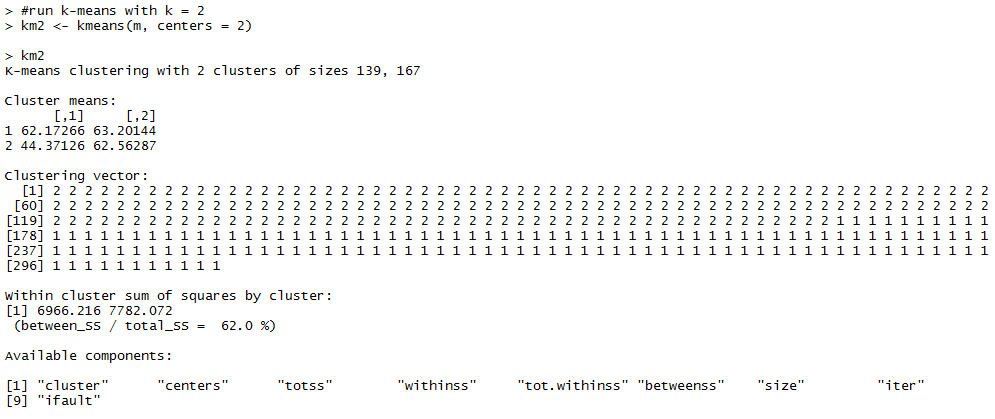 > #run k-means with k = 2
> km2 <- kmeans(m, centers = 2)
> km2
K-means clustering with 2 clusters of sizes 139, 167
Cluster means:
[,1] [,2]
1 62.17266 63.20144
2 44.37126 62.56287
Clustering vector:
[1] 2 2 2 2 2 2 2 2 2 2 2 2 2 2 2 2 2 2 2 2 2 2 2 2 2 2 2 2 2 2 2 2 2 2 2 2 2 2 2 2 2 2 2 2 2 2 2 2 2 2 2 2 2 2 2 2 2 2 2
[60] 2 2 2 2 2 2 2 2 2 2 2 2 2 2 2 2 2 2 2 2 2 2 2 2 2 2 2 2 2 2 2 2 2 2 2 2 2 2 2 2 2 2 2 2 2 2 2 2 2 2 2 2 2 2 2 2 2 2 2
[119] 2 2 2 2 2 2 2 2 2 2 2 2 2 2 2 2 2 2 2 2 2 2 2 2 2 2 2 2 2 2 2 2 2 2 2 2 2 2 2 2 2 2 2 2 2 2 2 2 2 1 1 1 1 1 1 1 1 1 1
[178] 1 1 1 1 1 1 1 1 1 1 1 1 1 1 1 1 1 1 1 1 1 1 1 1 1 1 1 1 1 1 1 1 1 1 1 1 1 1 1 1 1 1 1 1 1 1 1 1 1 1 1 1 1 1 1 1 1 1 1
[237] 1 1 1 1 1 1 1 1 1 1 1 1 1 1 1 1 1 1 1 1 1 1 1 1 1 1 1 1 1 1 1 1 1 1 1 1 1 1 1 1 1 1 1 1 1 1 1 1 1 1 1 1 1 1 1 1 1 1 1
[296] 1 1 1 1 1 1 1 1 1 1 1
Within cluster sum of squares by cluster:
[1] 6966.216 7782.072
(between_SS / total_SS = 62.0 %)
Available components:
[1] "cluster" "centers" "totss" "withinss" "tot.withinss" "betweenss" "size" "iter"
[9] "ifault"